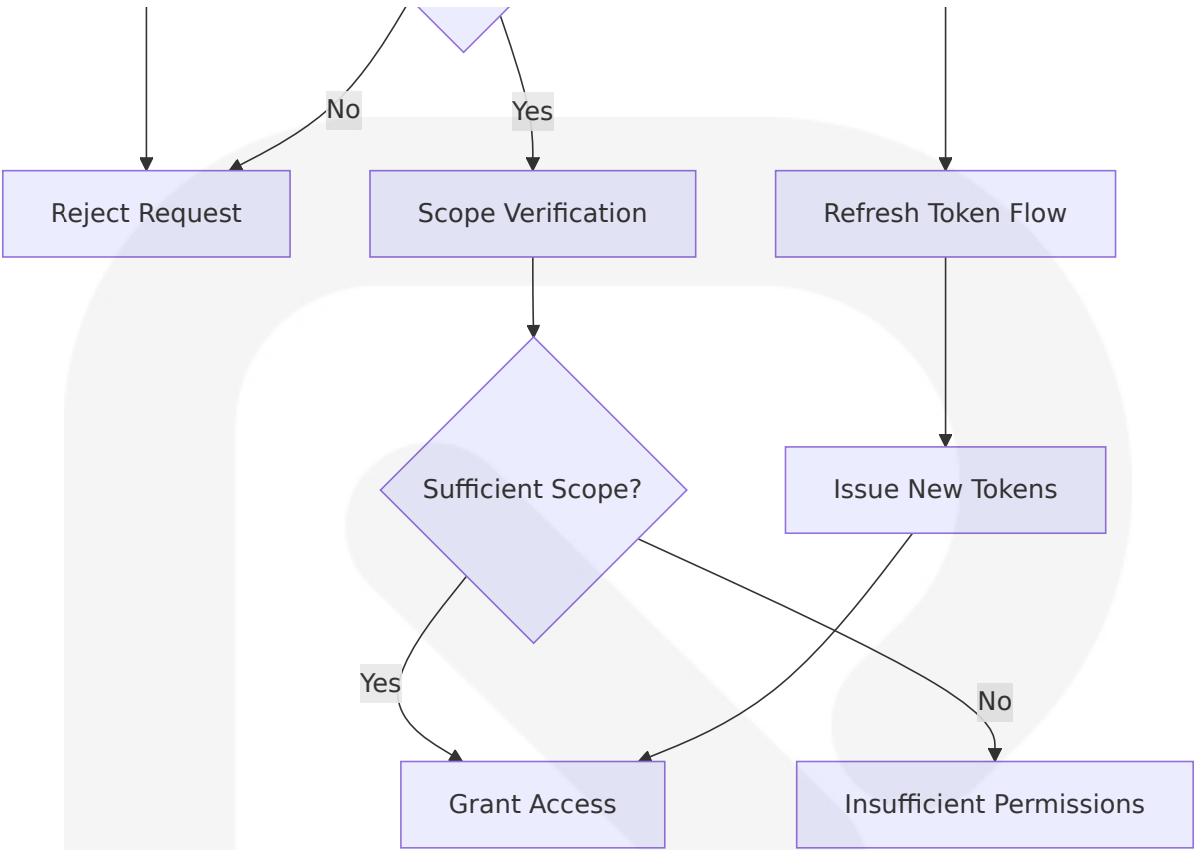 No
Yes
Reject Request
Scope Verification
Refresh Token Flow
Sufficient Scope?
Issue New Tokens
Yes
No
Grant Access
Insufficient Permissions